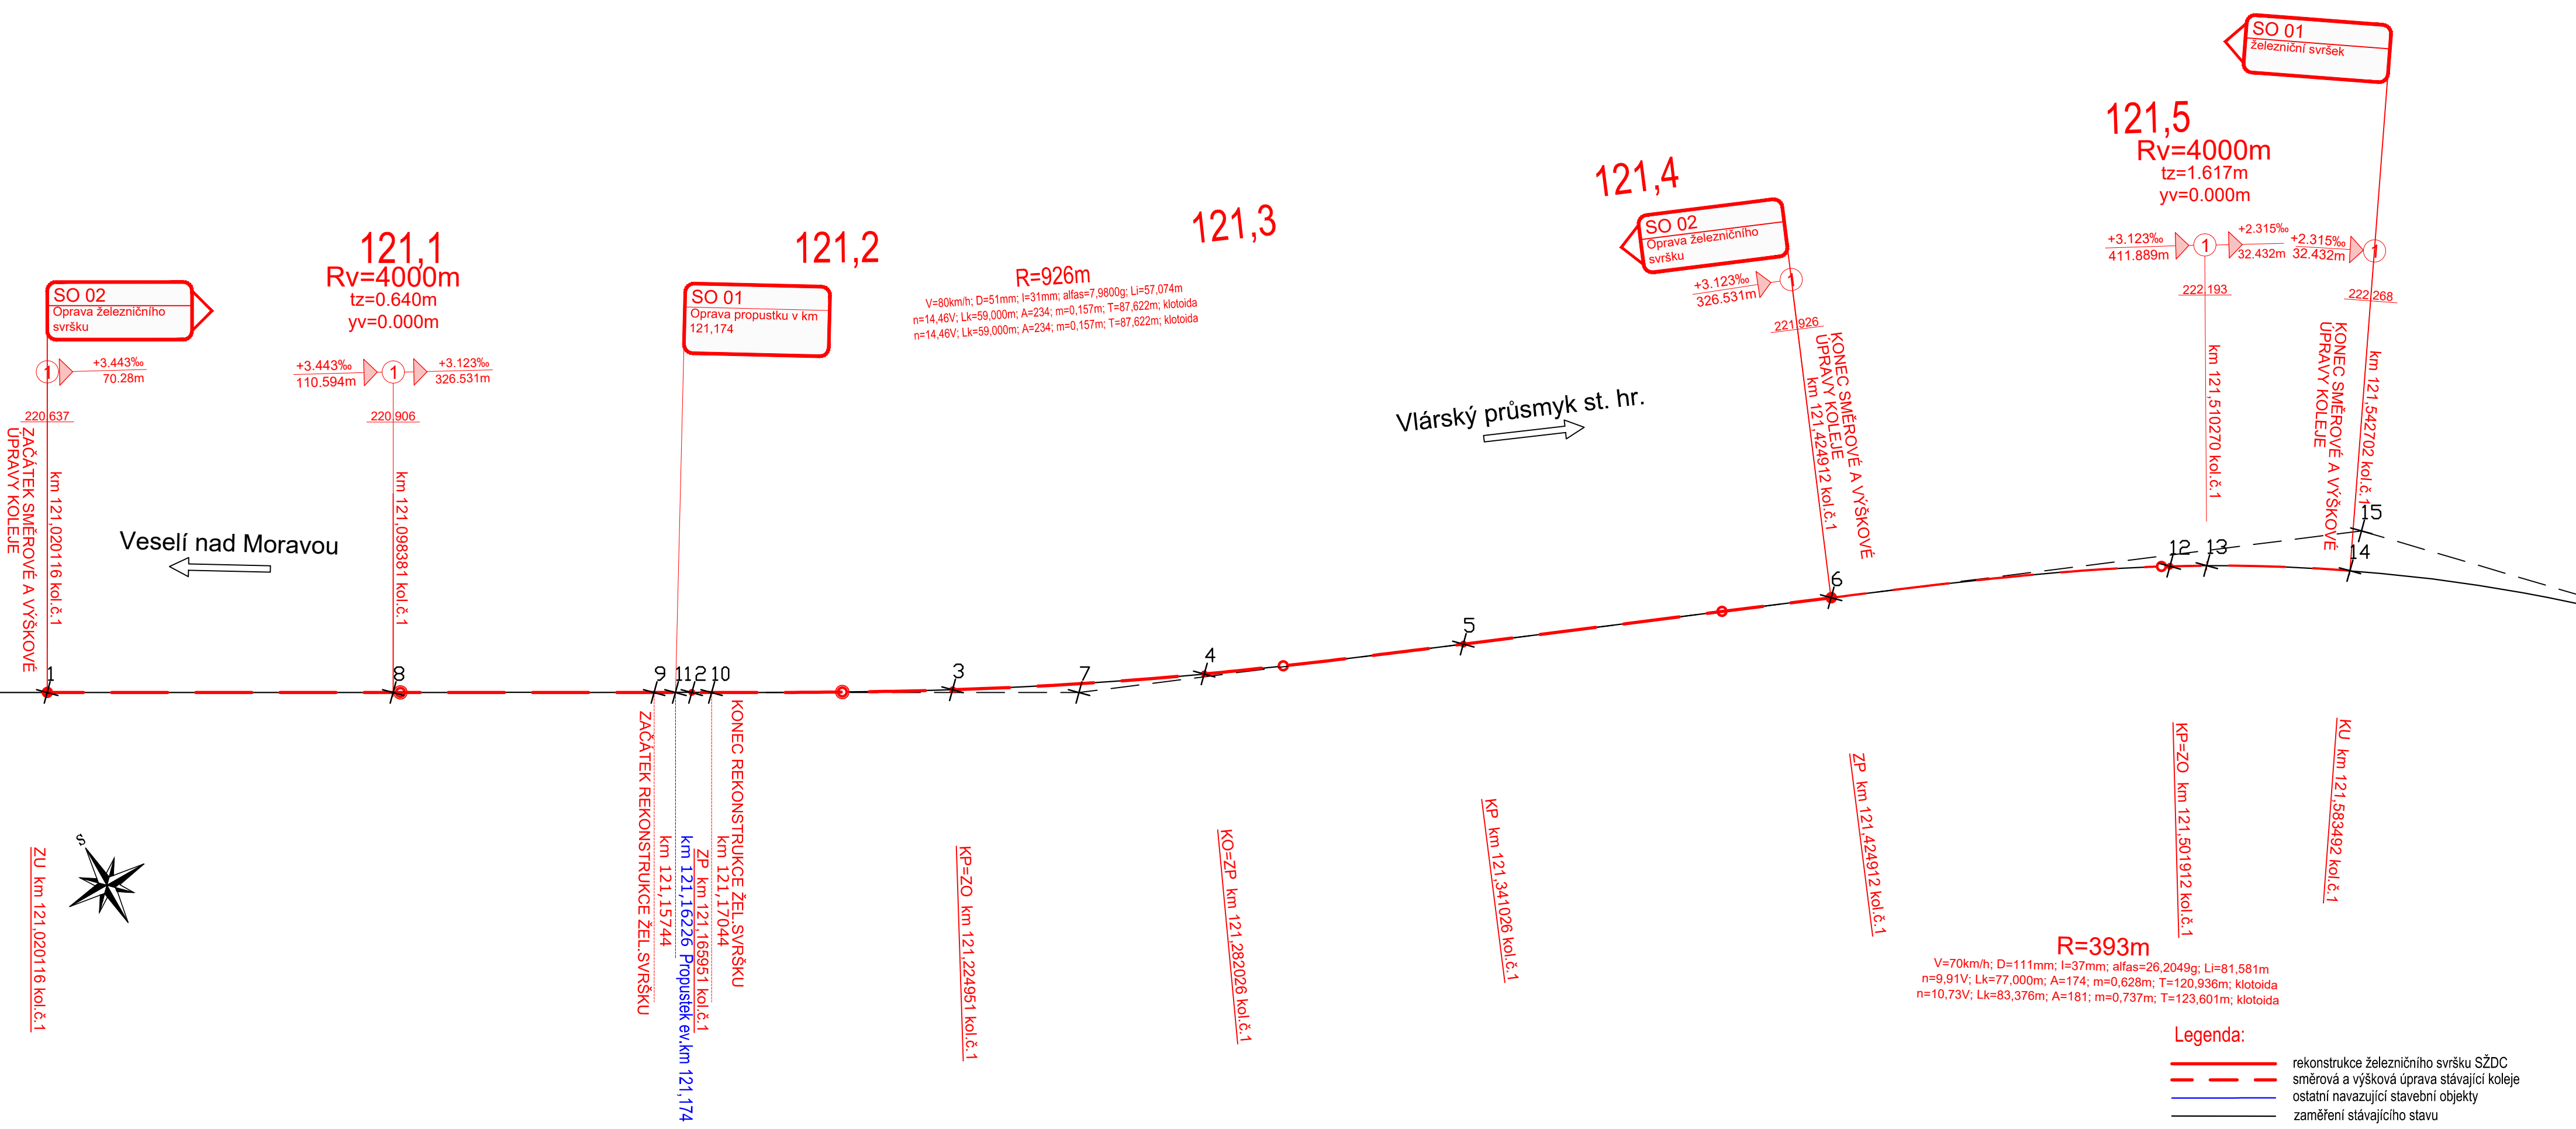 SO 01
železniční svršek
121,5
Rv=4000m
tz=1.617m
yv=0.000m
+3.123‰
411.889m
1
+2.315‰
32.432m
+2.315‰
32.432m
1
222.193
222.268
km 121,510270 kol.č.1
KONEC SMĚROVÉ A VÝŠKOVÉ
ÚPRAVY KOLEJE
km 121,542702 kol.č.1
121,4
SO 02
Oprava železničního
svršku
+3.123‰
326.531m
1
221.926
KONEC SMĚROVÉ A VÝŠKOVÉ
ÚPRAVY KOLEJE
km 121,424912 kol.č.1
121,3
121,2
R=926m
V=80km/h; D=51mm; I=31mm; alfas=7,9800g; Li=57,074m
n=14,46V; Lk=59,000m; A=234; m=0,157m; T=87,622m; klotoida
n=14,46V; Lk=59,000m; A=234; m=0,157m; T=87,622m; klotoida
121,1
Rv=4000m
tz=0.640m
yv=0.000m
+3.443‰
110.594m
1
+3.123‰
326.531m
220.906
km 121,098381 kol.č.1
SO 02
Oprava železničního
svršku
1
+3.443‰
70.28m
220.637
ZAČÁTEK SMĚROVÉ A VÝŠKOVÉ
ÚPRAVY KOLEJE
km 121,020116 kol.č.1
SO 01
Oprava propustku v km
121,174
Vlárský průsmyk st. hr.
Veselí nad Moravou
1
8
9
11
2
10
3
7
4
5
6
12
13
14
15
S
ZU km 121,020116 kol.č.1
ZAČÁTEK REKONSTRUKCE ŽEL.SVRŠKU
km 121,15744
km 121,16226 Propustek ev.km 121,174
ZP km 121,165951 kol.č.1
km 121,17044
KONEC REKONSTRUKCE ŽEL.SVRŠKU
KP=ZO km 121,224951 kol.č.1
KO=ZP km 121,282026 kol.č.1
KP km 121,341026 kol.č.1
ZP km 121,424912 kol.č.1
KP=ZO km 121,501912 kol.č.1
KU km 121,583492 kol.č.1
R=393m
V=70km/h; D=111mm; I=37mm; alfas=26,2049g; Li=81,581m
n=9,91V; Lk=77,000m; A=174; m=0,628m; T=120,936m; klotoida
n=10,73V; Lk=83,376m; A=181; m=0,737m; T=123,601m; klotoida
Legenda:
rekonstrukce železničního svršku SŽDC
směrová a výšková úprava stávající koleje
ostatní navazující stavební objekty
zaměření stávajícího stavu